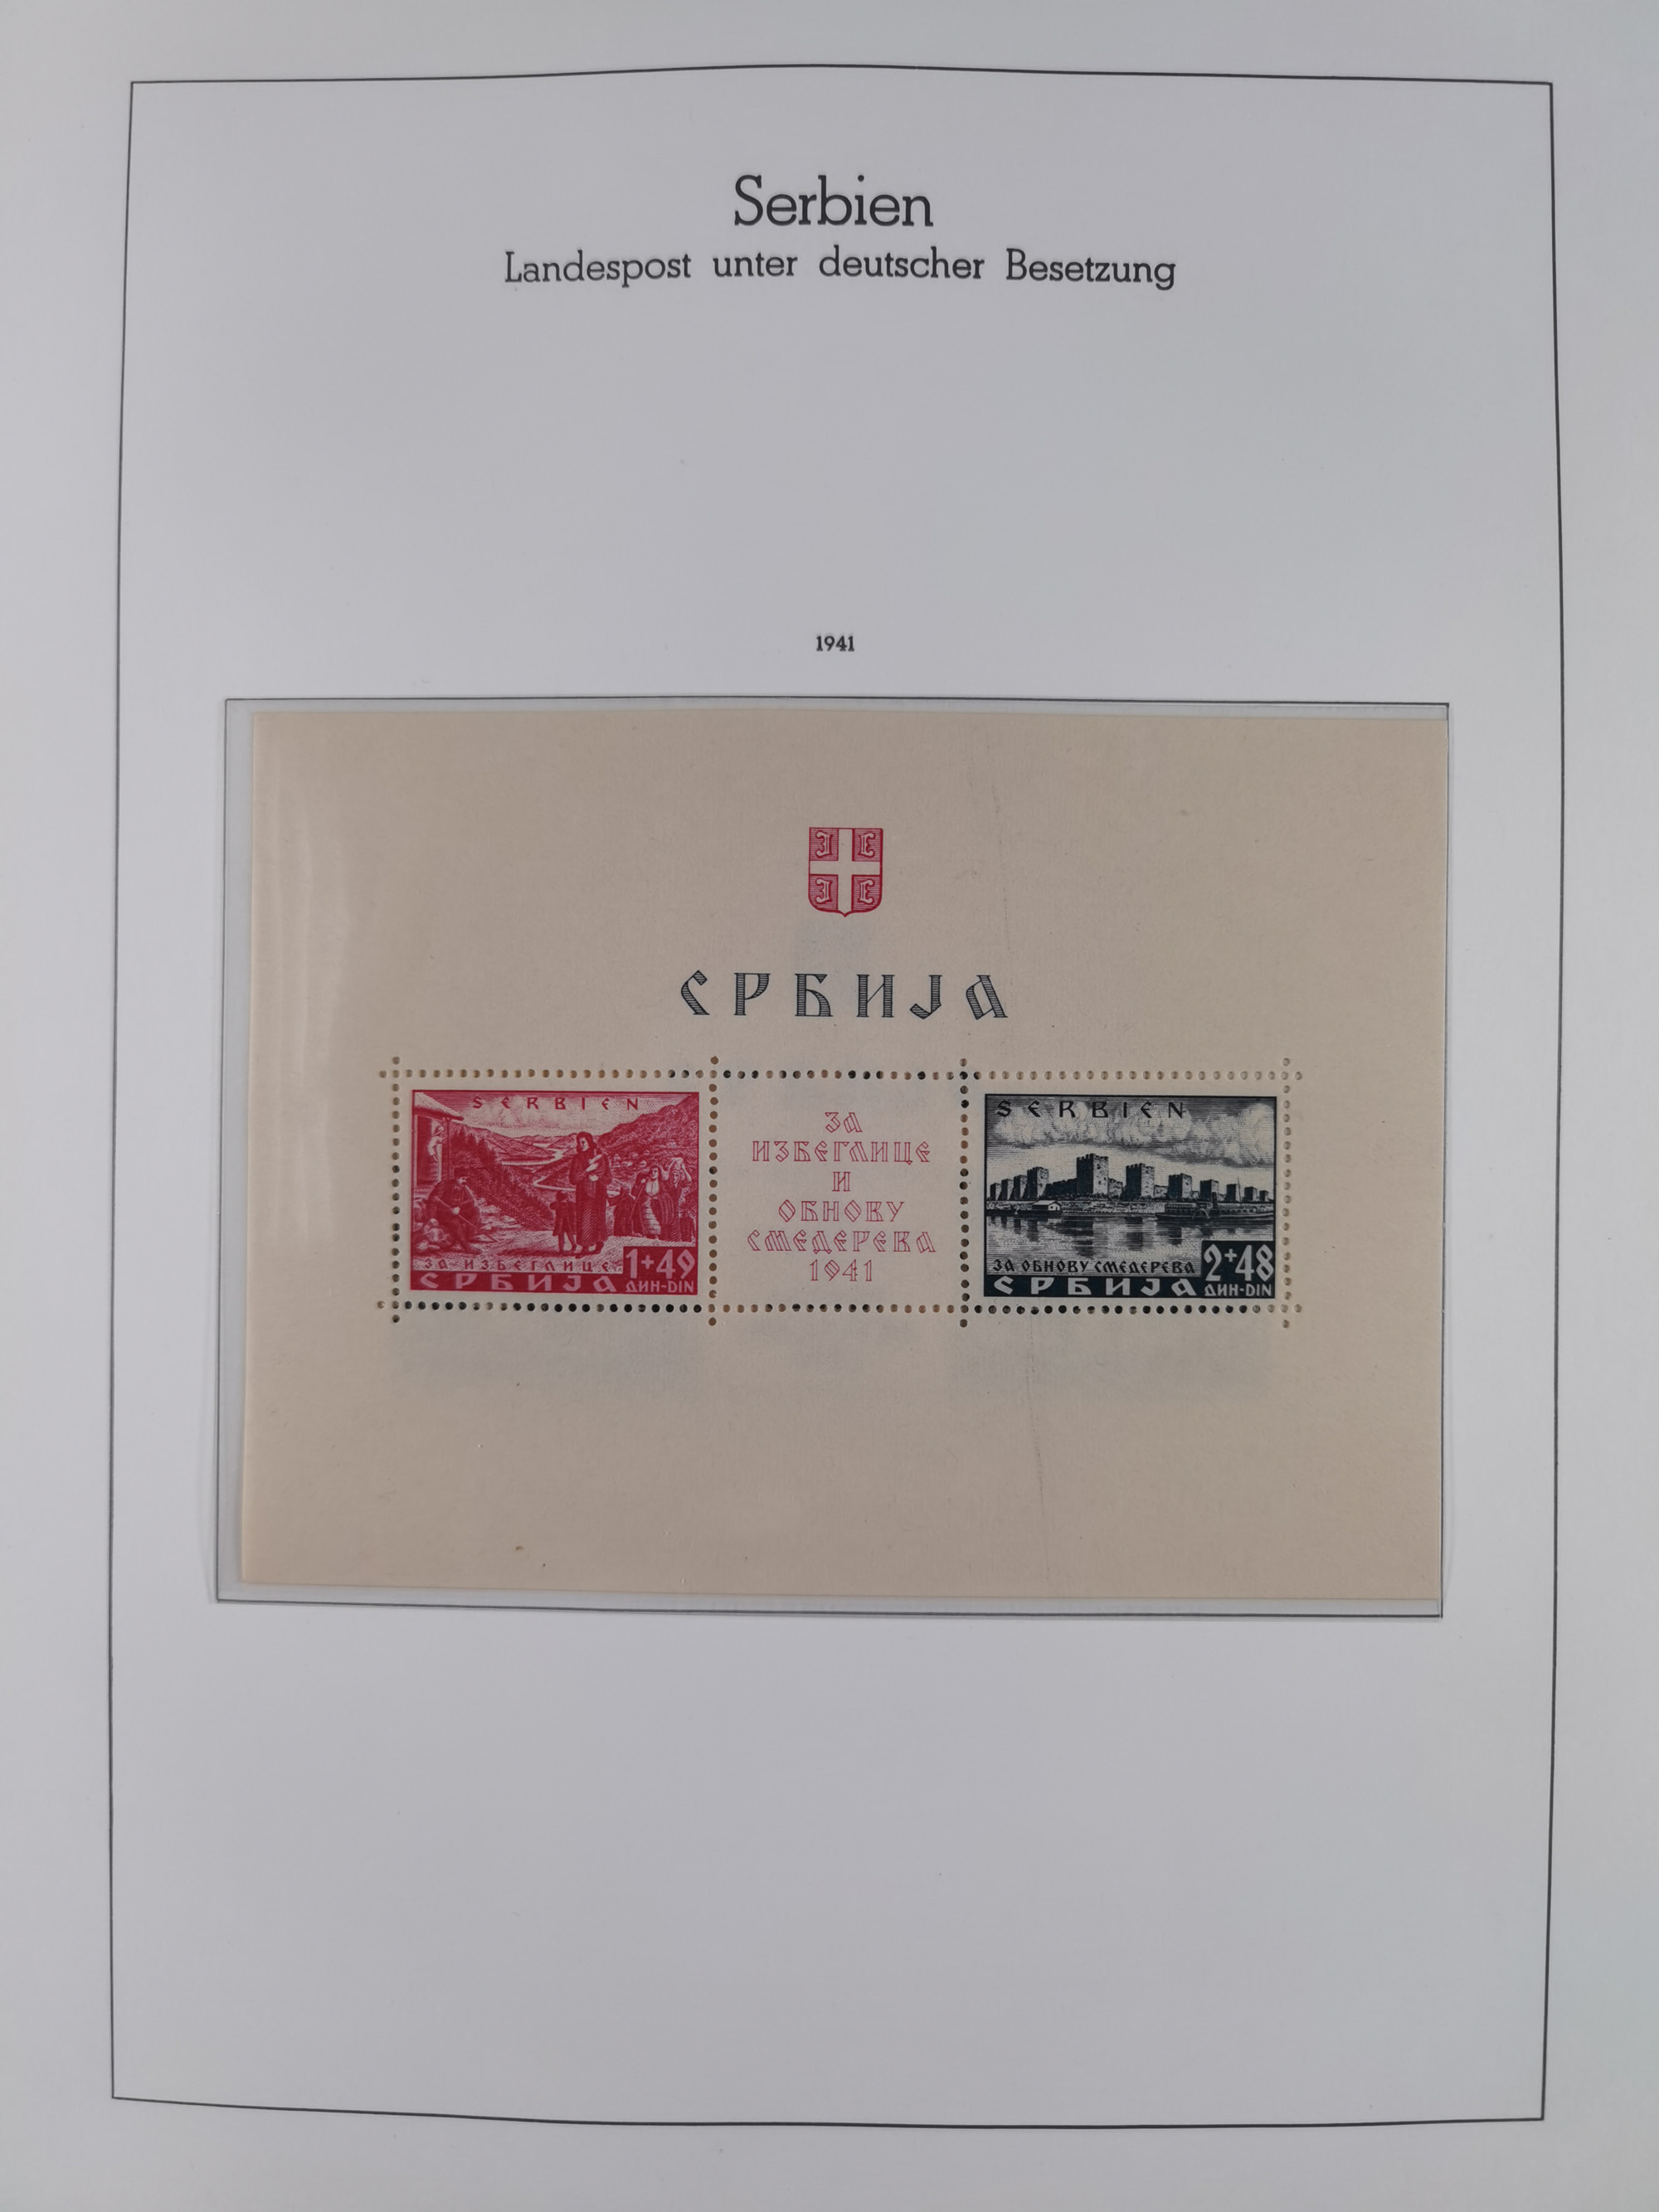 Serbien
Landespost unter deutscher Besetzung
1941
СРБИЈА
SERBIEN
ЗА ИЗБЕГЛИЦЕ
1+49
СРБИЈА
ДИН-DIN
ЗА
ИЗБЕГЛИЦЕ
И
ОБНОВУ
СМЕДЕРЕВА
1941
SERBIEN
ЗА ОБНОВУ СМЕДЕРЕВА
2+48
СРБИЈА
ДИН-DIN